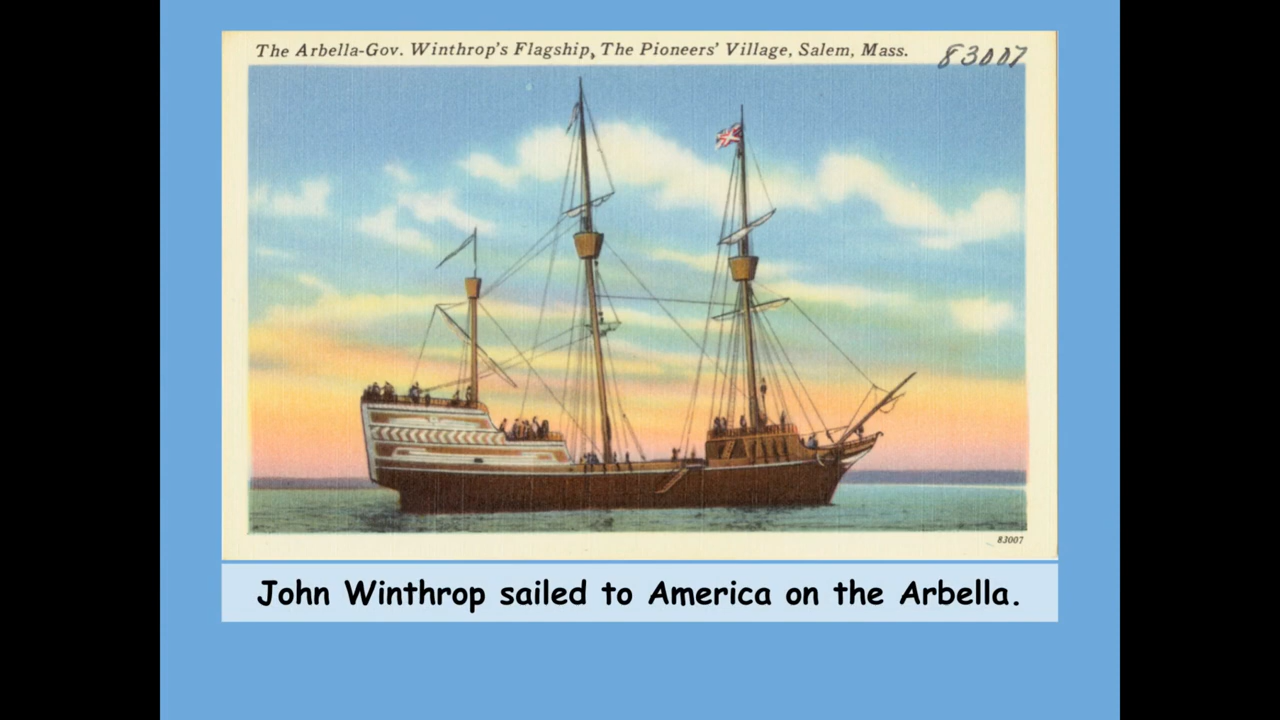 The Arbella-Gov. Winthrop's Flagship, The Pioneers' Village, Salem, Mass.
83007
83007
John Winthrop sailed to America on the Arbella.